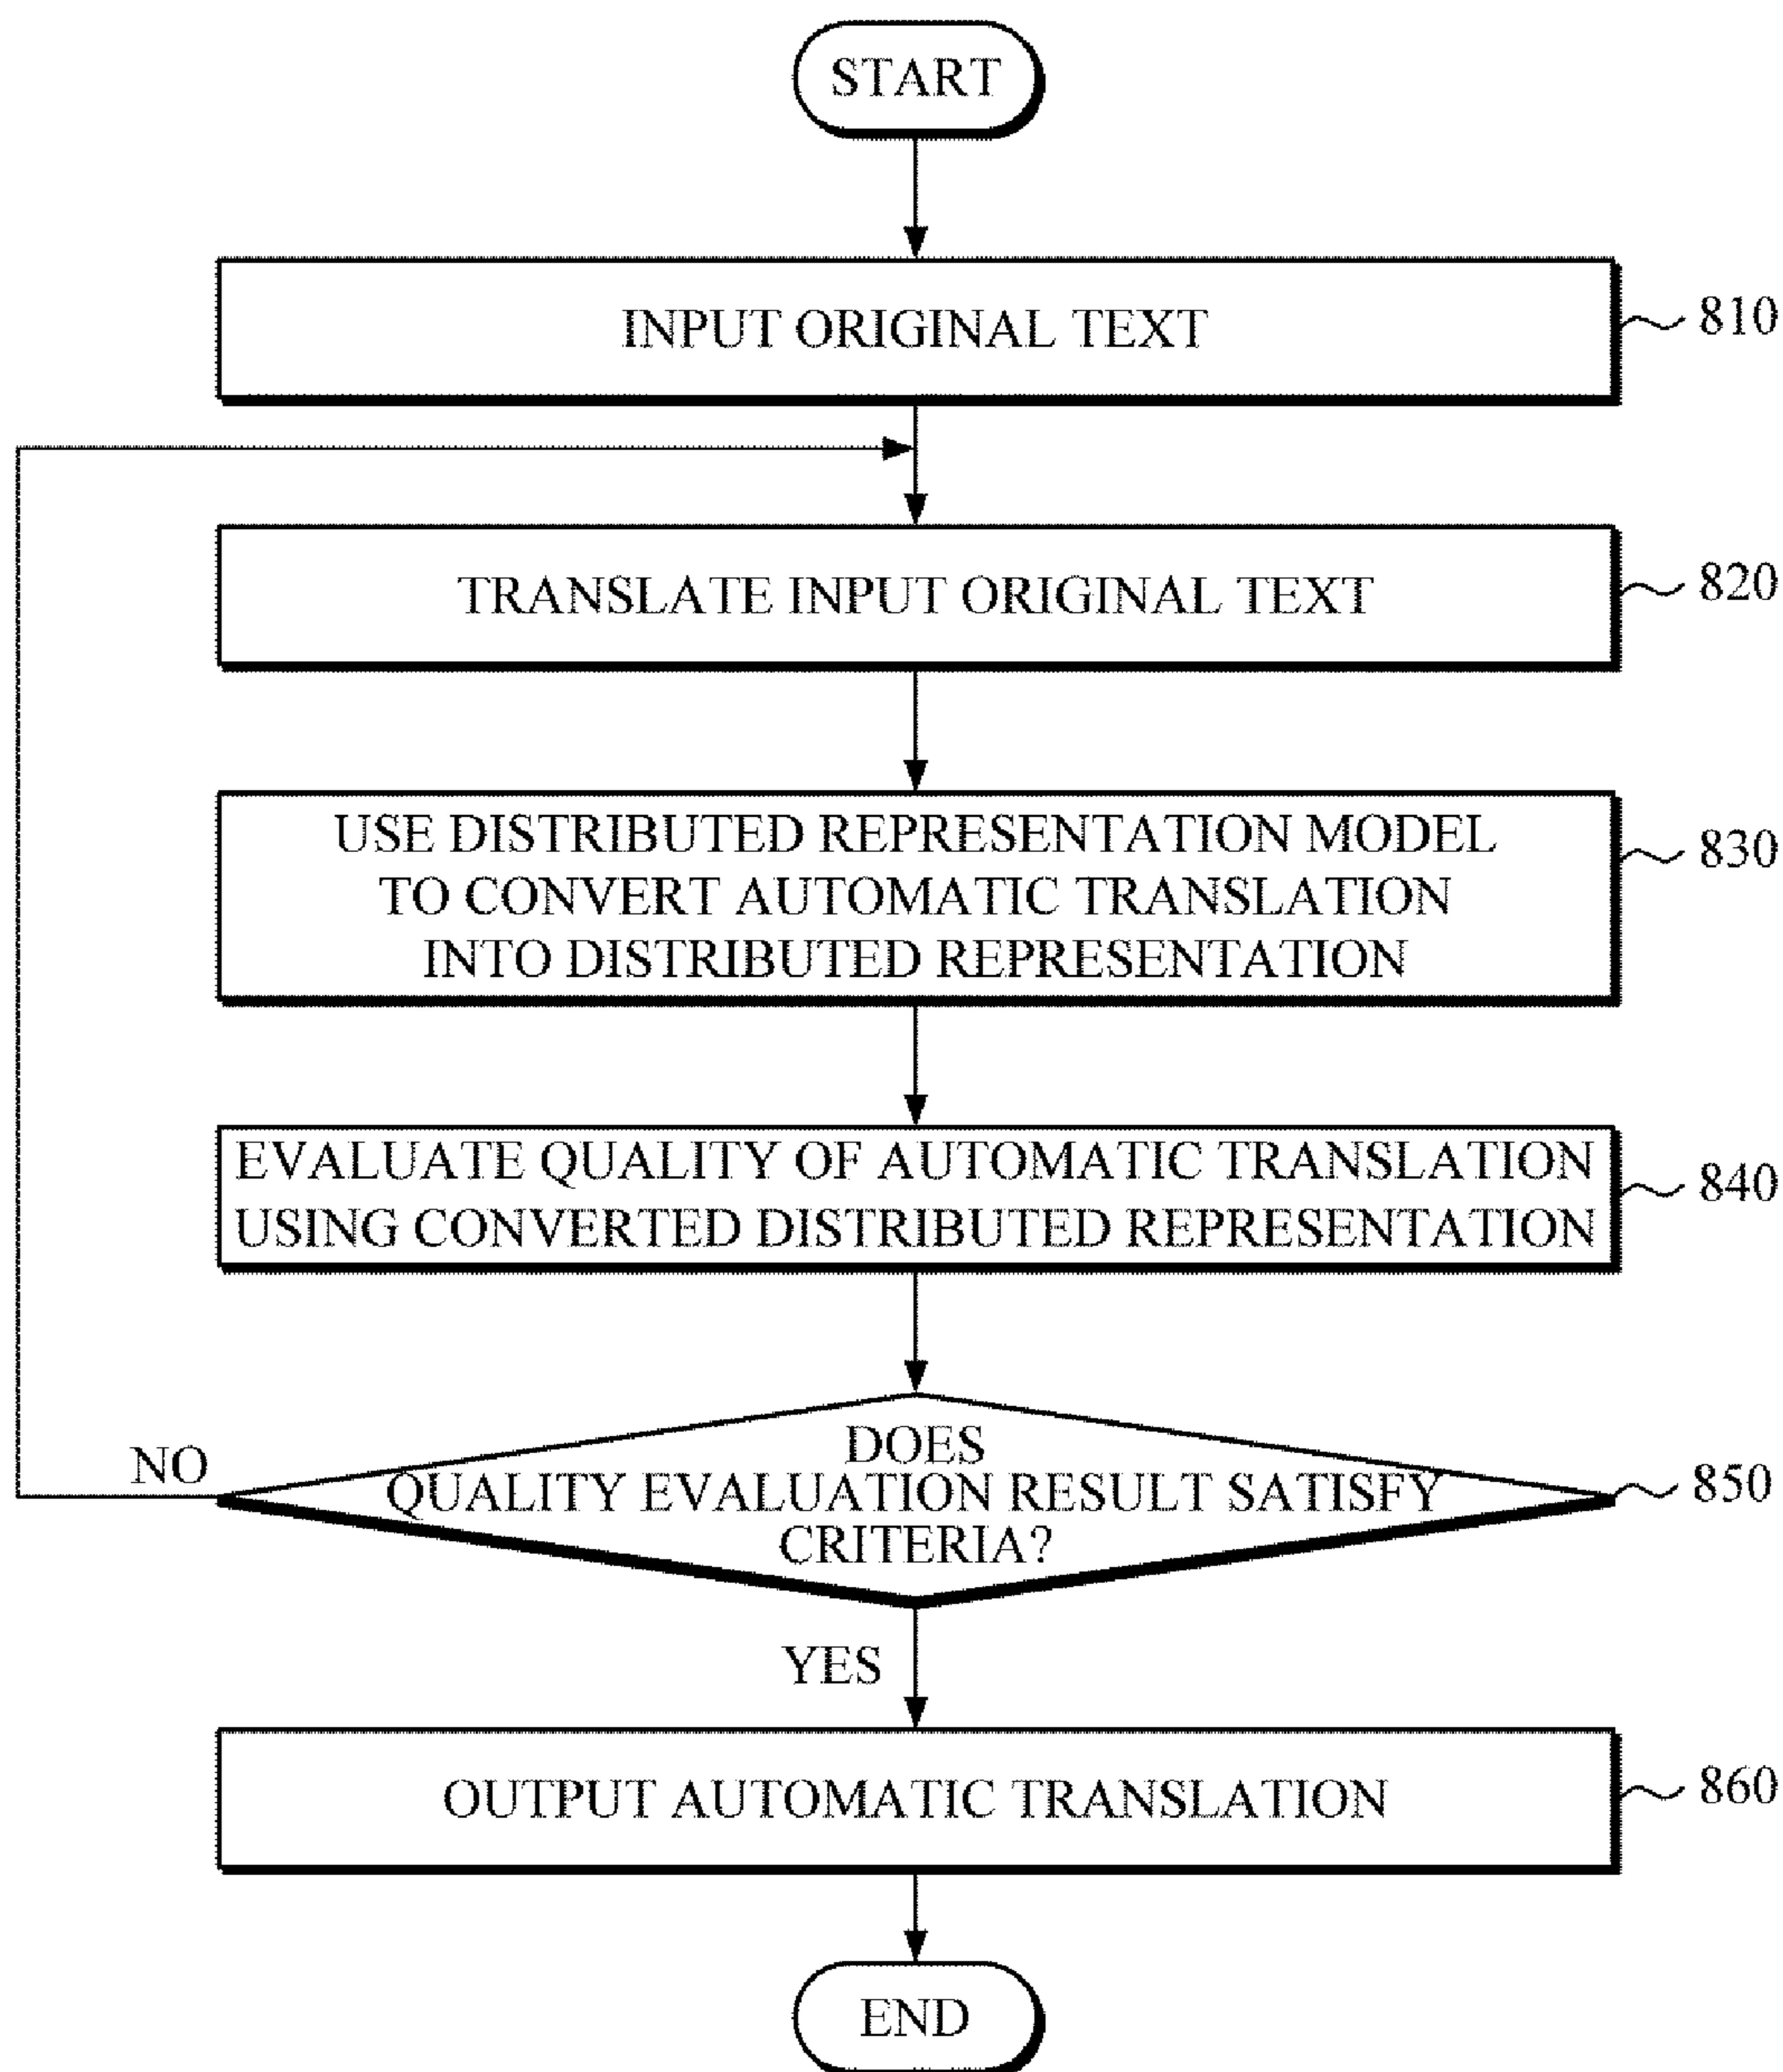 START
INPUT ORIGINAL TEXT
810
TRANSLATE INPUT ORIGINAL TEXT
820
USE DISTRIBUTED REPRESENTATION MODEL
TO CONVERT AUTOMATIC TRANSLATION
INTO DISTRIBUTED REPRESENTATION
830
EVALUATE QUALITY OF AUTOMATIC TRANSLATION
USING CONVERTED DISTRIBUTED REPRESENTATION
840
DOES
QUALITY EVALUATION RESULT SATISFY
CRITERIA?
850
NO
YES
OUTPUT AUTOMATIC TRANSLATION
860
END